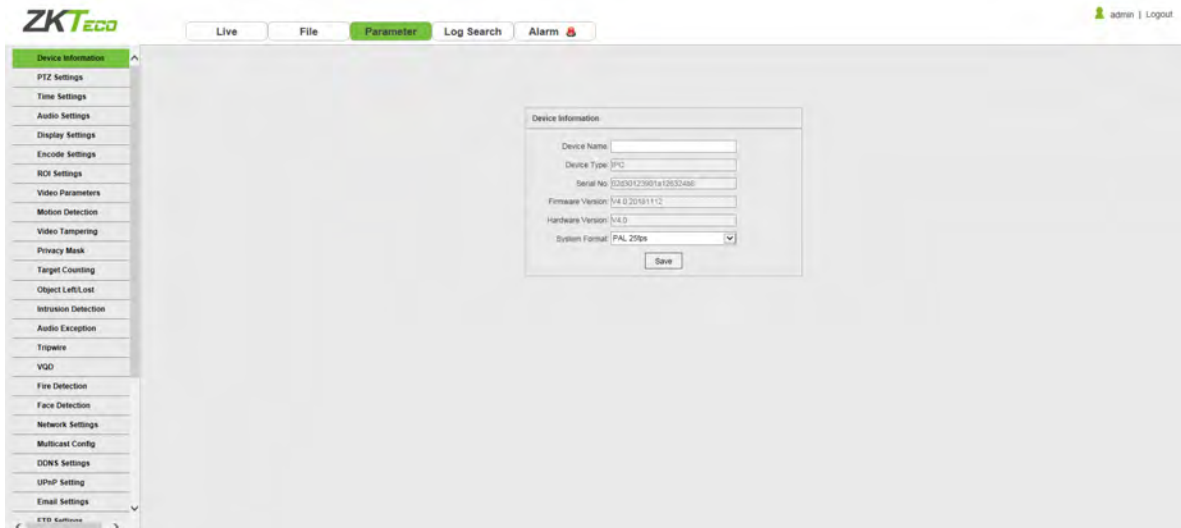 ZKTeco
admin | Logout
Live File Parameter Log Search Alarm
Device Information
PTZ Settings
Time Settings
Audio Settings
Display Settings
Encode Settings
ROI Settings
Video Parameters
Motion Detection
Video Tampering
Privacy Mask
Target Counting
Object Left/Lost
Intrusion Detection
Audio Exception
Tripwire
VQD
Fire Detection
Face Detection
Network Settings
Multicast Config
DDNS Settings
UPnP Setting
Email Settings
FTP Settings
Device Information
Device Name
Device Type IPC
Serial No
Firmware Version V4.0.20191112
Hardware Version V4.0
System Format PAL 25fps
Save